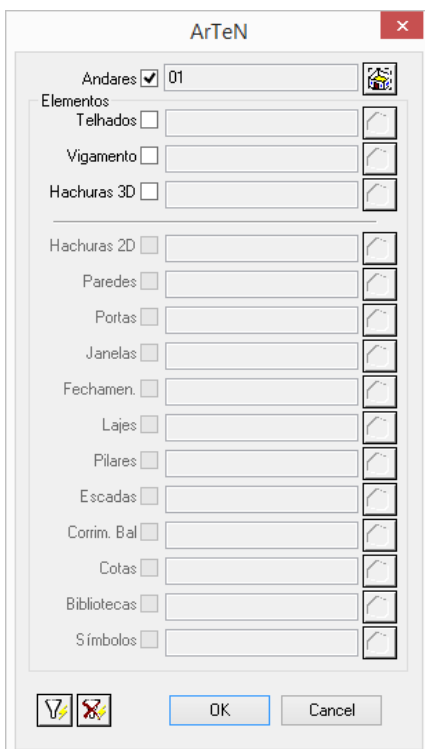 ArTeN
Andares 01
Elementos
Telhados
Vigamento
Hachuras 3D
Hachuras 2D
Paredes
Portas
Janelas
Fechamen.
Lajes
Pilares
Escadas
Corrim. Bal
Cotas
Bibliotecas
Símbolos
OK Cancel